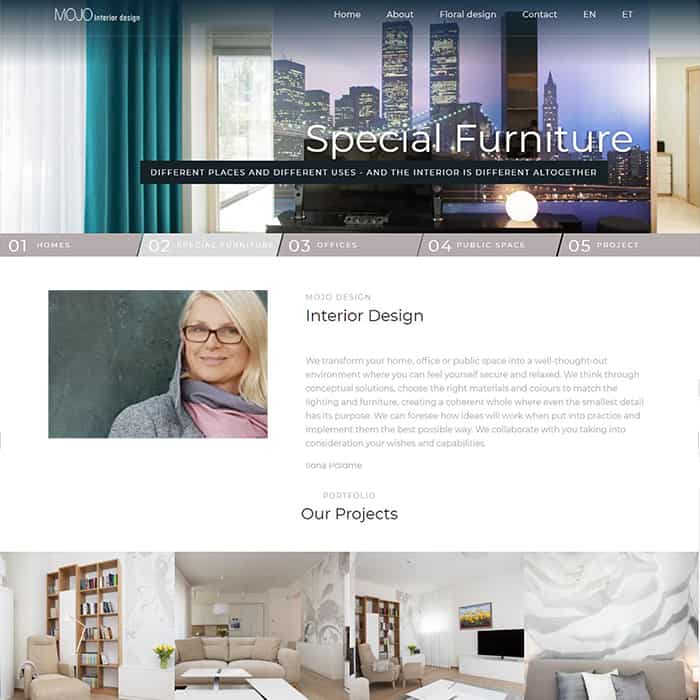 MOJO interior design
Home About Floral design Contact EN ET
Special Furniture
DIFFERENT PLACES AND DIFFERENT USES - AND THE INTERIOR IS DIFFERENT ALTOGETHER
01 HOMES 02 SPECIAL FURNITURE 03 OFFICES 04 PUBLIC SPACE 05 PROJECT
MOJO DESIGN
Interior Design
We transform your home, office or public space into a well-thought-out
environment where you can feel yourself secure and relaxed. We think through
conceptual solutions, choose the right materials and colours to match the
lighting and furniture, creating a coherent whole where even the smallest detail
has its purpose. We can foresee how ideas will work when put into practice and
implement them the best possible way. We collaborate with you taking into
consideration your wishes and capabilities.
Ilona
PORTFOLIO
Our Projects